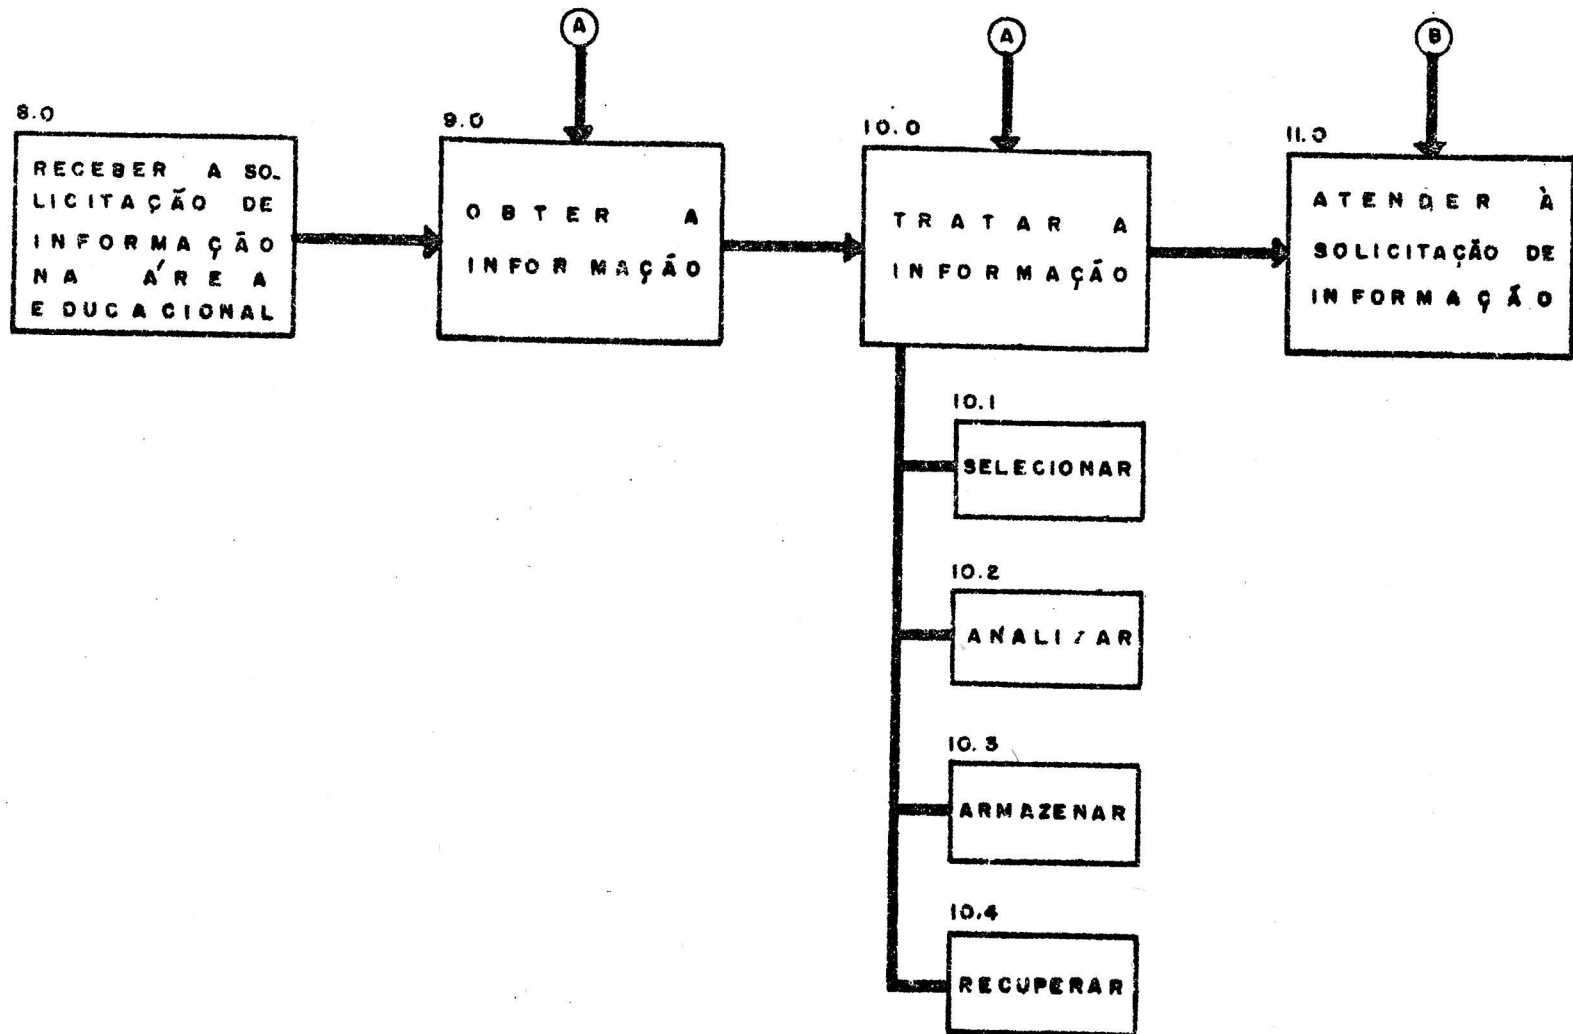 A
A
B
8.0
RECEBER A SO-
LICITAÇÃO DE
INFORMAÇÃO
NA ÁREA
EDUCACIONAL
9.0
OBTER A
INFORMAÇÃO
10.0
TRATAR A
INFORMAÇÃO
11.0
ATENDER À
SOLICITAÇÃO DE
INFORMAÇÃO
10.1
SELECIONAR
10.2
ANALIZAR
10.3
ARMAZENAR
10.4
RECUPERAR